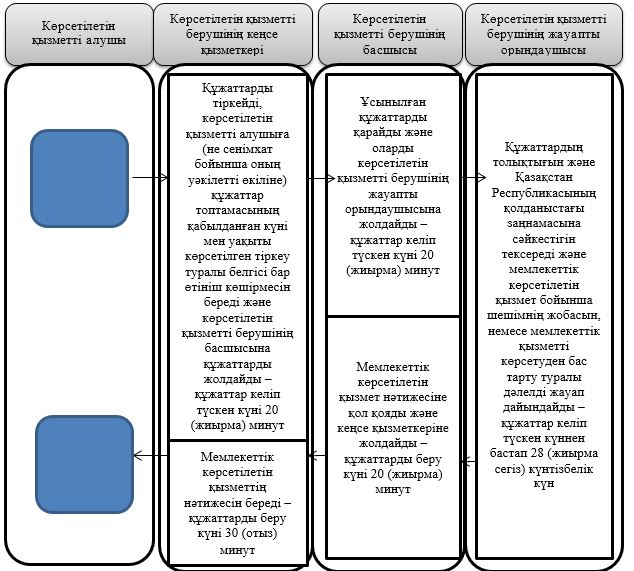 Көрсетілетін
қызметті алушы
Көрсетілетін қызметті
берушінің кеңсе
қызметкері
Көрсетілетін
қызметті берушінің
басшысы
Көрсетілетін қызметті
берушінің жауапты
орындаушысы
Құжаттарды
тіркейді,
көрсетілетін
қызметті алушыға
(не сенімхат
бойынша оның
уәкілетті өкіліне)
құжаттар
топтамасының
қабылданған күні
мен уақыты
көрсетілген тіркеу
туралы белгісі бар
өтініш көшірмесін
береді және
көрсетілетін
қызметті берушінің
басшысына
құжаттарды
жолдайды –
құжаттар келіп
түскен күні 20
(жиырма) минут
Ұсынылған
құжаттарды
қарайды және
оларды
көрсетілетін
қызметті берушінің
жауапты
орындаушысына
жолдайды –
құжаттар келіп
түскен күні 20
(жиырма) минут
Құжаттардың
толықтығын және
Қазақстан
Республикасының
қолданыстағы
заңнамасына
сәйкестігін
тексереді және
мемлекеттік
көрсетілетін
қызмет бойынша
шешімнің жобасын,
немесе мемлекеттік
қызметті
көрсетуден бас
тарту туралы
дәлелді жауап
дайындайды –
құжаттар келіп
түскен күннен
бастап 28 (жиырма
сегіз) күнтізбелік
күн
Мемлекеттік
көрсетілетін
қызмет нәтижесіне
қол қояды және
кеңсе қызметкеріне
жолдайды –
құжаттарды беру
күні 20 (жиырма)
минут
Мемлекеттік
көрсетілетін
қызметтің
нәтижесін береді –
құжаттарды беру
күні 30 (отыз)
минут